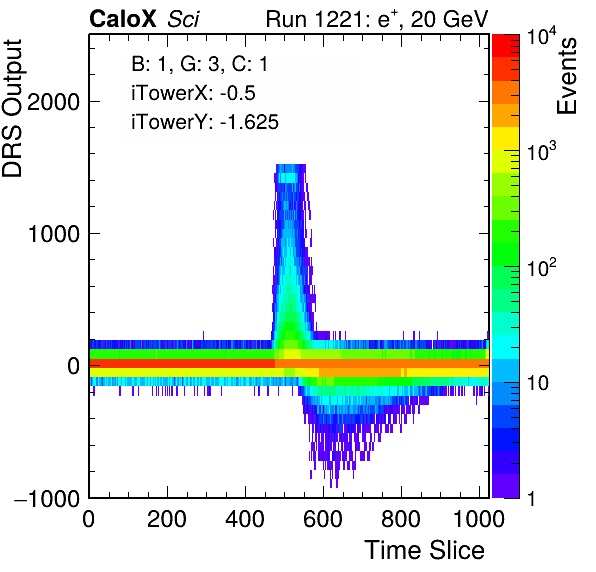 CaloX Sci
Run 1221: e+, 20 GeV
B: 1, G: 3, C: 1
iTowerX: -0.5
iTowerY: -1.625
DRS Output
2000
1000
0
−1000
0 200 400 600 800 1000
Time Slice
Events
10^4
10^3
10^2
10
1